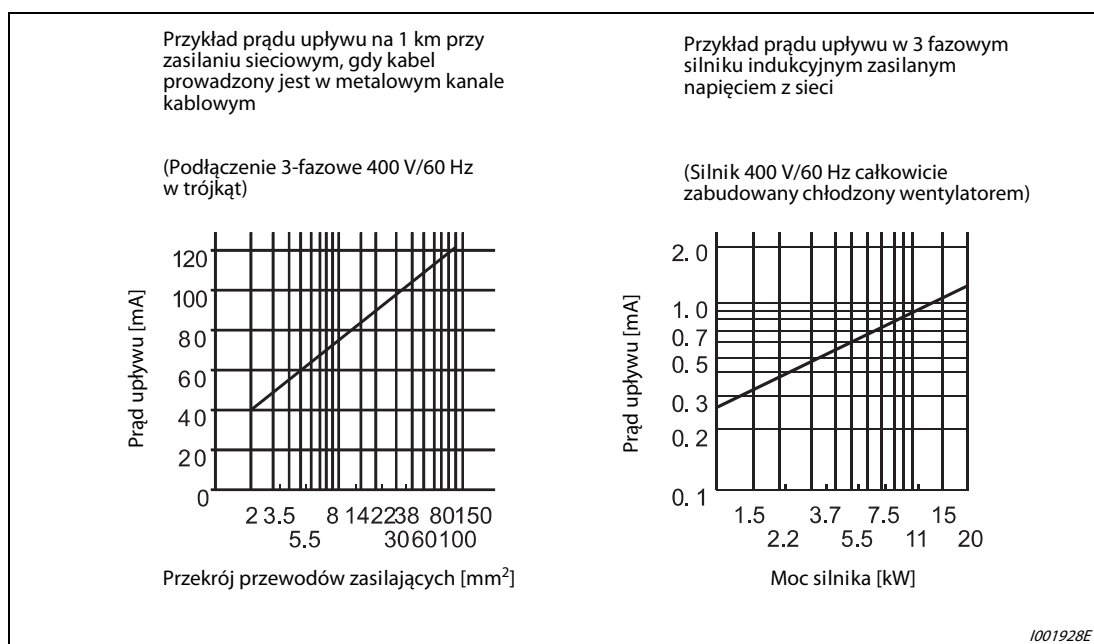 Przykład prądu upływu na 1 km przy
zasilaniu sieciowym, gdy kabel
prowadzony jest w metalowym kanale
kablowym
(Podłączenie 3-fazowe 400 V/60 Hz
w trójkąt)
120
100
80
60
40
20
0
Prąd upływu [mA]
2 3.5 8 14 22 38 80 150
5.5 30 60 100
Przekrój przewodów zasilających [mm²]
Przykład prądu upływu w 3 fazowym
silniku indukcyjnym zasilanym
napięciem z sieci
(Silnik 400 V/60 Hz całkowicie
zabudowany chłodzony wentylatorem)
2.0
1.0
0.7
0.5
0.3
0.2
0.1
Prąd upływu [mA]
1.5 3.7 7.5 15
2.2 5.5 11 20
Moc silnika [kW]
I001928E